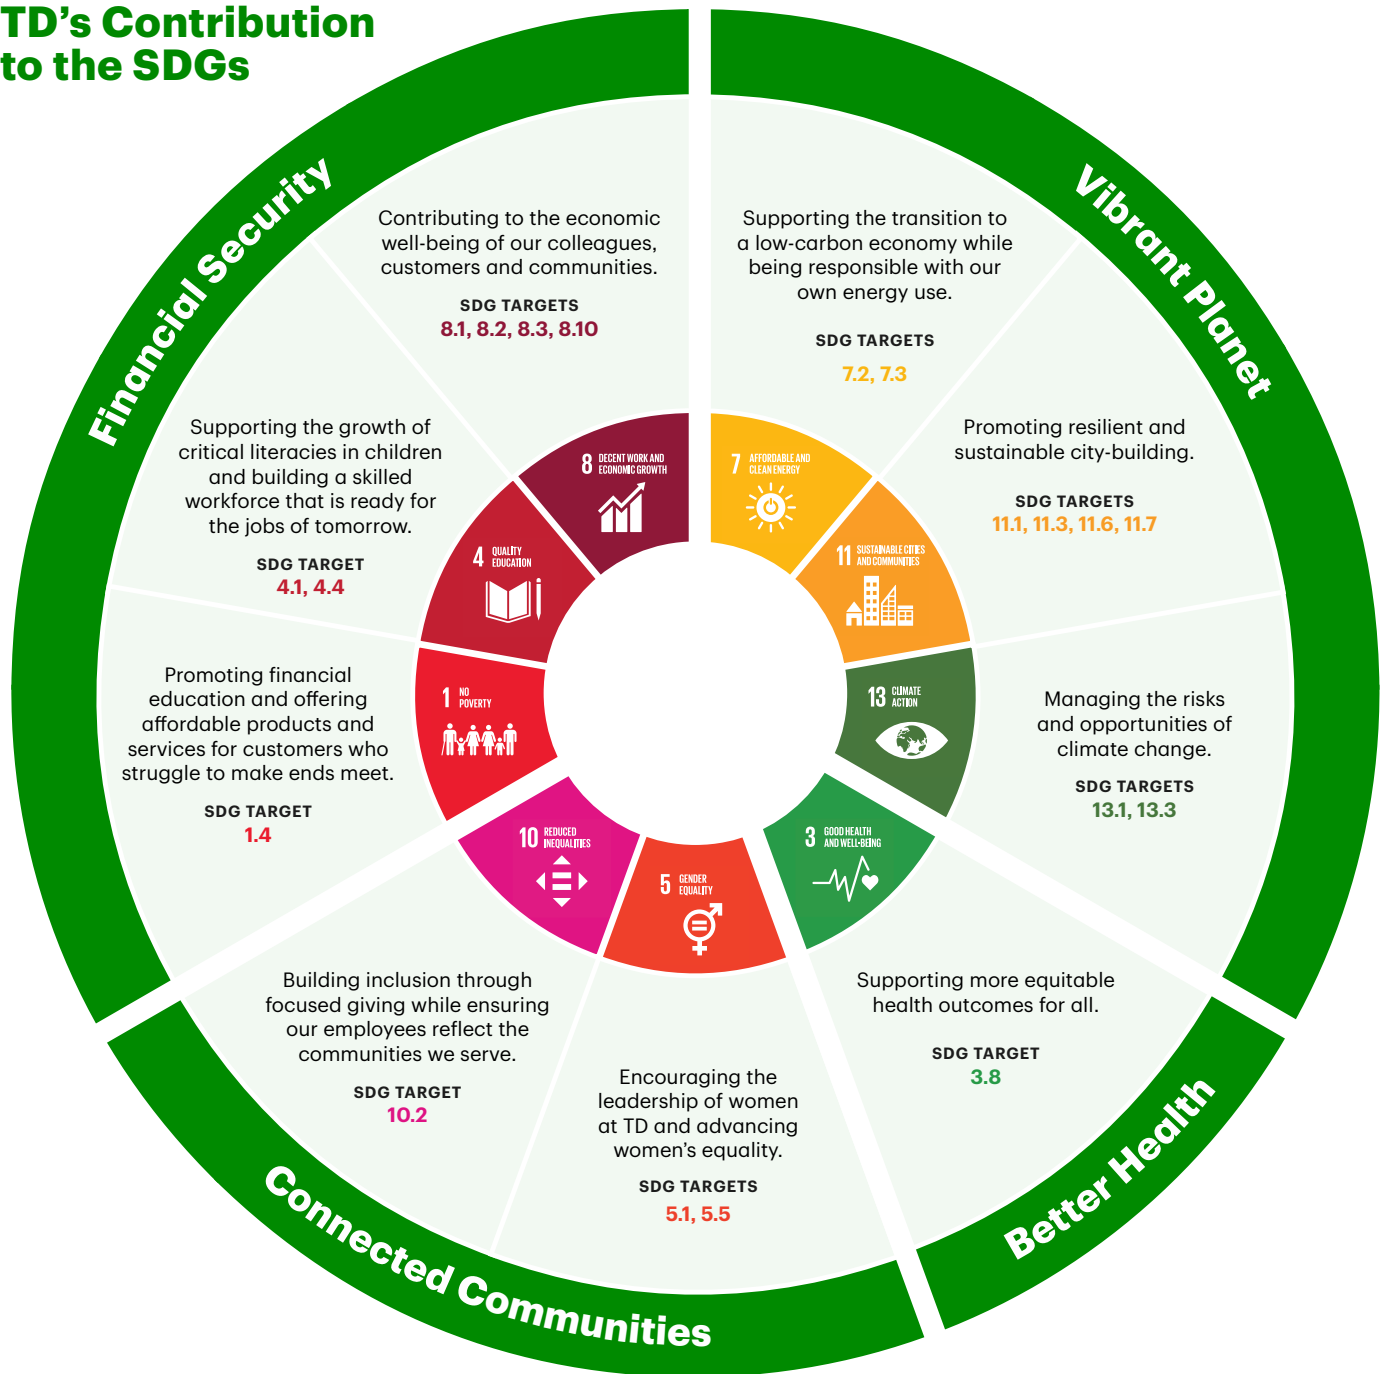 TD's Contribution
to the SDGs
Financial Security
Contributing to the economic
well-being of our colleagues,
customers and communities.
SDG TARGETS
8.1, 8.2, 8.3, 8.10
8 DECENT WORK AND
ECONOMIC GROWTH
Supporting the growth of
critical literacies in children
and building a skilled
workforce that is ready for
the jobs of tomorrow.
SDG TARGET
4.1, 4.4
4 QUALITY
EDUCATION
Promoting financial
education and offering
affordable products and
services for customers who
struggle to make ends meet.
SDG TARGET
1.4
1 NO
POVERTY
Vibrant Planet
Supporting the transition to
a low-carbon economy while
being responsible with our
own energy use.
SDG TARGETS
7.2, 7.3
7 AFFORDABLE AND
CLEAN ENERGY
Promoting resilient and
sustainable city-building.
SDG TARGETS
11.1, 11.3, 11.6, 11.7
11 SUSTAINABLE CITIES
AND COMMUNITIES
Managing the risks
and opportunities of
climate change.
SDG TARGETS
13.1, 13.3
13 CLIMATE
ACTION
Better Health
3 GOOD HEALTH
AND WELL-BEING
Supporting more equitable
health outcomes for all.
SDG TARGET
3.8
Connected Communities
5 GENDER
EQUALITY
Encouraging the
leadership of women
at TD and advancing
women's equality.
SDG TARGETS
5.1, 5.5
10 REDUCED
INEQUALITIES
Building inclusion through
focused giving while ensuring
our employees reflect the
communities we serve.
SDG TARGET
10.2